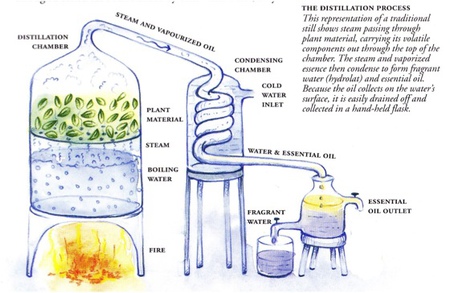 THE DISTILLATION PROCESS
This representation of a traditional
still shows steam passing through
plant material, carrying its volatile
components out through the top of the
chamber. The steam and vaporized
essence then condense to form fragrant
water (hydrolat) and essential oil.
Because the oil collects on the water's
surface, it is easily drained off and
collected in a hand-held flask.
STEAM AND VAPOURIZED OIL
DISTILLATION
CHAMBER
CONDENSING
CHAMBER
COLD
WATER
INLET
PLANT
MATERIAL
STEAM
BOILING
WATER
WATER & ESSENTIAL OIL
FRAGRANT
WATER
ESSENTIAL
OIL OUTLET
FIRE